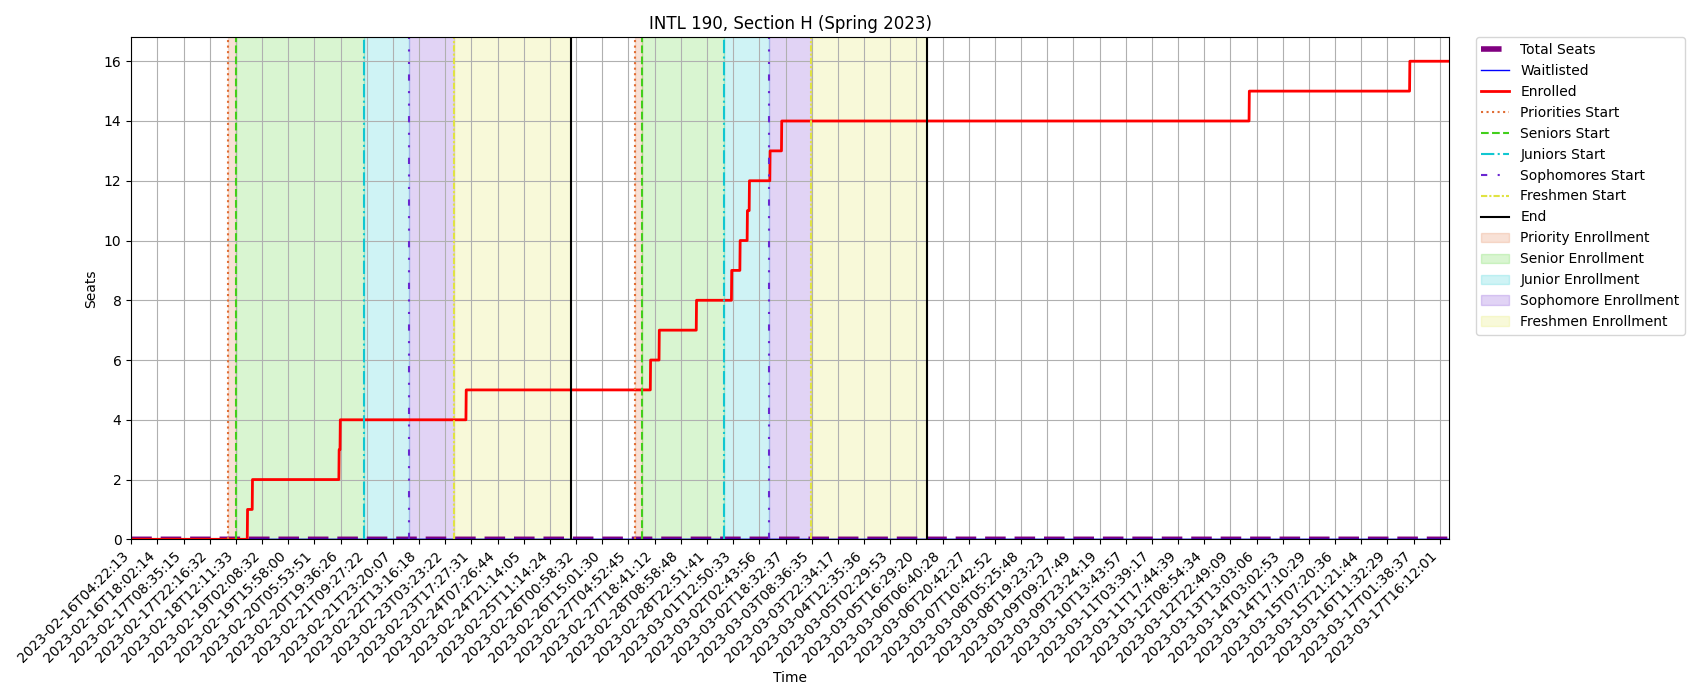 INTL 190, Section H (Spring 2023)
Seats
16
14
12
10
8
6
4
2
0
2023-02-16T04:22:13
2023-02-16T18:02:14
2023-02-17T08:35:15
2023-02-17T22:16:32
2023-02-18T12:11:33
2023-02-19T02:08:32
2023-02-19T15:58:00
2023-02-20T05:53:51
2023-02-20T19:36:26
2023-02-21T09:27:22
2023-02-21T23:20:07
2023-02-22T13:16:18
2023-02-23T03:23:22
2023-02-23T17:27:31
2023-02-24T07:26:44
2023-02-24T21:14:05
2023-02-25T11:14:24
2023-02-26T00:58:32
2023-02-26T15:01:30
2023-02-27T04:52:45
2023-02-27T18:41:12
2023-02-28T08:58:48
2023-02-28T22:51:41
2023-03-01T12:50:33
2023-03-02T02:43:56
2023-03-02T18:32:37
2023-03-03T08:36:35
2023-03-03T22:34:17
2023-03-04T12:35:36
2023-03-05T02:29:53
2023-03-05T16:29:20
2023-03-06T06:40:28
2023-03-06T20:42:27
2023-03-07T10:42:52
2023-03-08T05:25:48
2023-03-08T19:23:23
2023-03-09T09:27:49
2023-03-09T23:24:19
2023-03-10T13:43:57
2023-03-11T03:39:17
2023-03-11T17:44:39
2023-03-12T08:54:34
2023-03-12T22:49:09
2023-03-13T13:03:06
2023-03-14T03:02:53
2023-03-14T17:10:29
2023-03-15T07:20:36
2023-03-15T21:21:44
2023-03-16T11:32:29
2023-03-17T01:38:37
2023-03-17T16:12:01
Time
Total Seats
Waitlisted
Enrolled
Priorities Start
Seniors Start
Juniors Start
Sophomores Start
Freshmen Start
End
Priority Enrollment
Senior Enrollment
Junior Enrollment
Sophomore Enrollment
Freshmen Enrollment